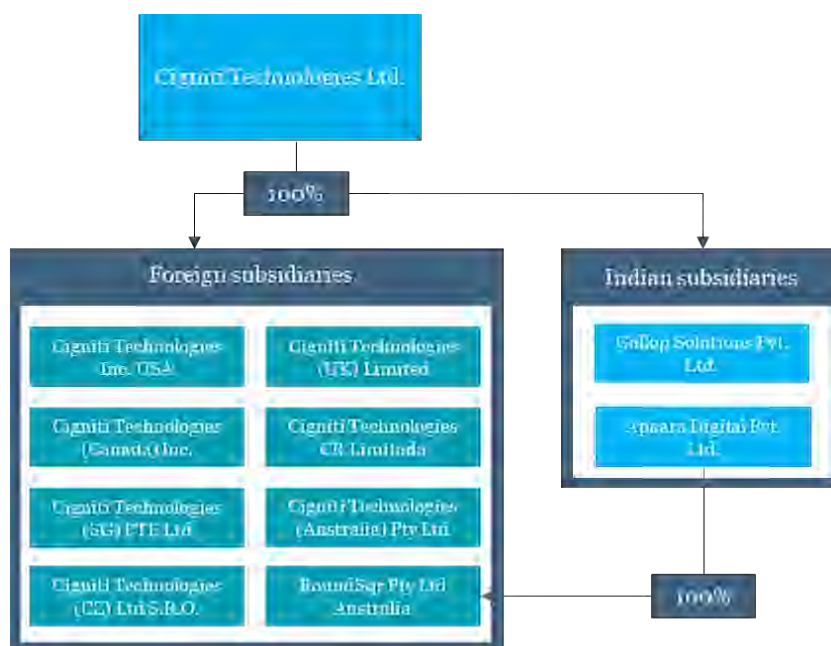 Cigniti Technologies Ltd.
100%
Foreign subsidiaries
Indian subsidiaries
Cigniti Technologies
Inc. USA
Cigniti Technologies
(UK) Limited
Gallop Solutions Pvt.
Ltd.
Cigniti Technologies
(Canada) Inc.
Cigniti Technologies
CR Limitada
Aparaa Digital Pvt.
Ltd.
Cigniti Technologies
(SG) PTE Ltd
Cigniti Technologies
(Australia) Pty Ltd
Cigniti Technologies
(CZ) Ltd S.R.O.
RoundSqr Pty Ltd
Australia
100%